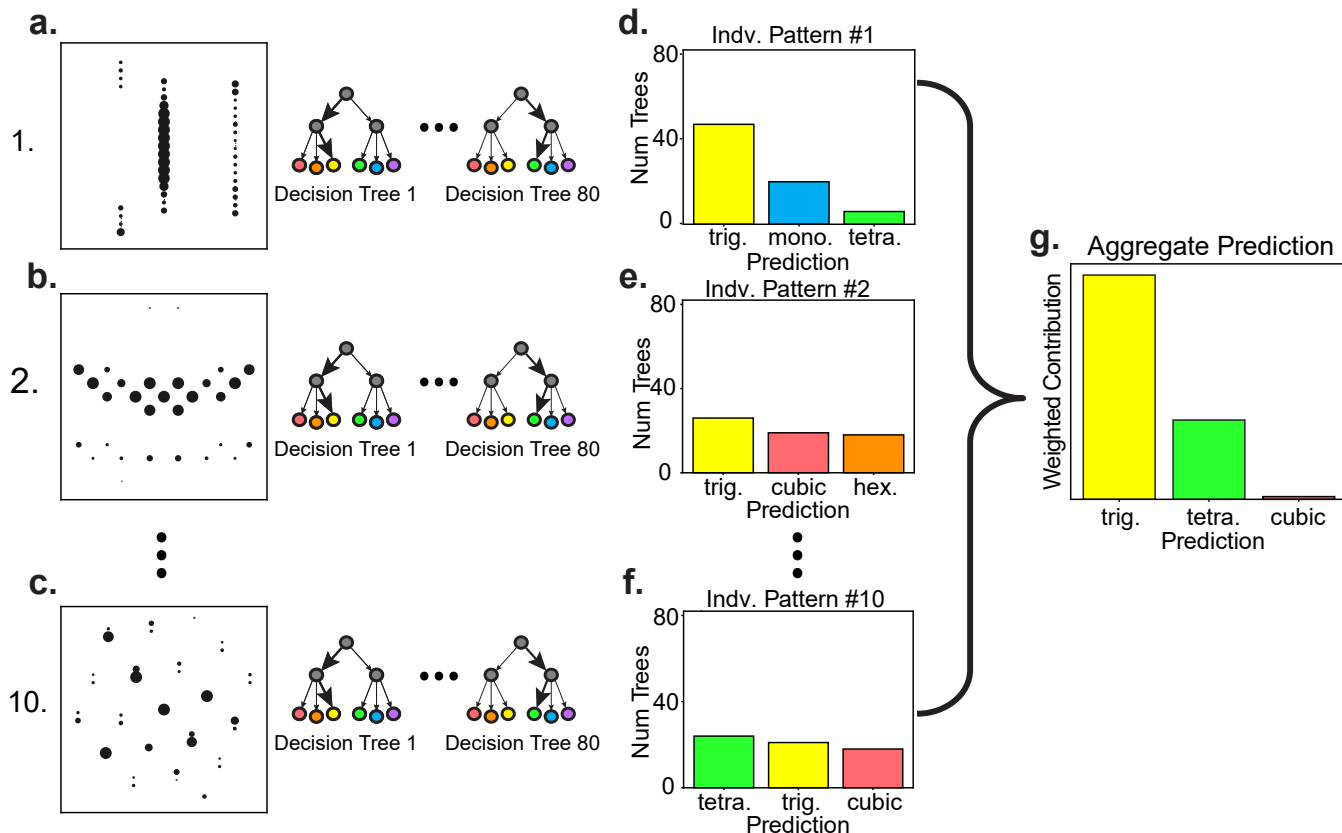 a.
1.
Decision Tree 1
Decision Tree 80
d.
Indv. Pattern #1
Num Trees
80
40
0
trig.
mono.
tetra.
Prediction
b.
2.
Decision Tree 1
Decision Tree 80
e.
Indv. Pattern #2
Num Trees
80
40
0
trig.
cubic
hex.
Prediction
c.
10.
Decision Tree 1
Decision Tree 80
f.
Indv. Pattern #10
Num Trees
80
40
0
tetra.
trig.
cubic
Prediction
g.
Aggregate Prediction
Weighted Contribution
trig.
tetra.
cubic
Prediction